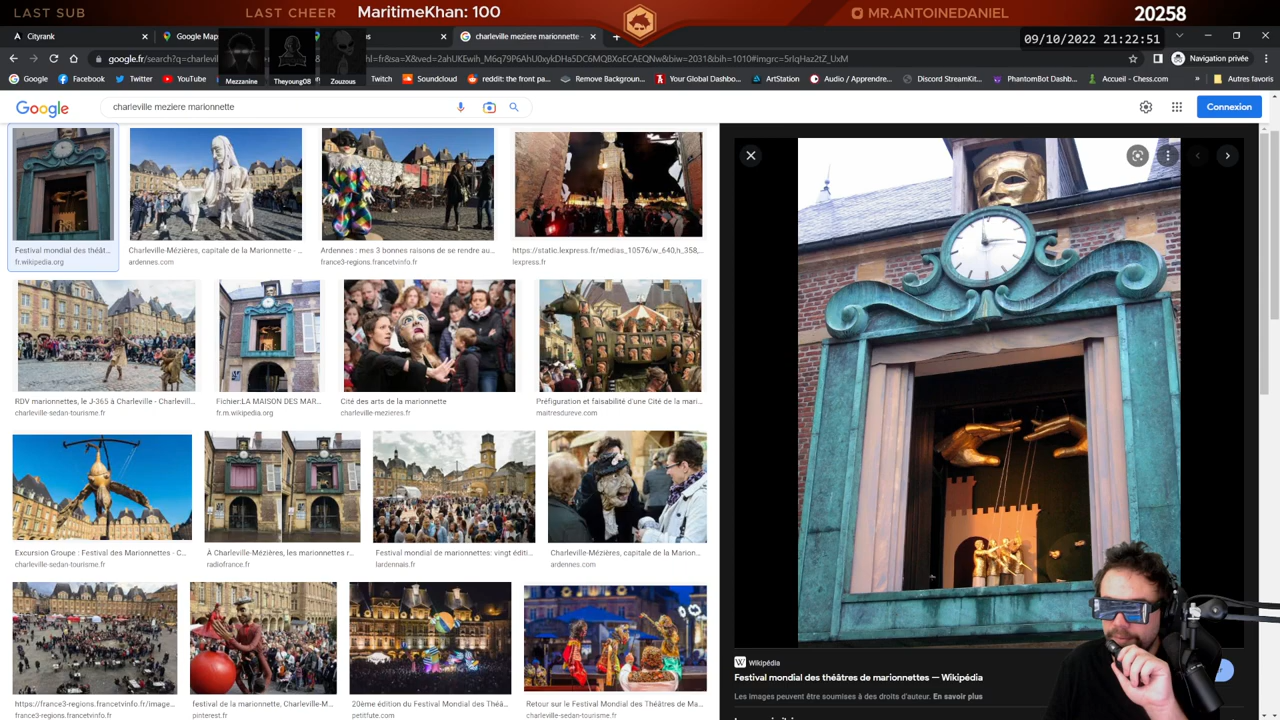 LAST SUB
LAST CHEER
MaritimeKhan: 100
MR.ANTOINEDANIEL
20258
09/10/2022 21:22:51
Cityrank
Google Map
charleville meziere marionnette
Mezzanine
Theyoung08
Zouzous
Navigation privée
Google
Facebook
Twitter
YouTube
Twitch
Soundcloud
reddit: the front pa...
Remove Backgroun...
Your Global Dashbo...
ArtStation
Audio / Apprendre...
Discord StreamKit...
PhantomBot Dashb...
Accueil - Chess.com
»
Autres favoris
Google
charleville meziere marionnette
Connexion
Festival mondial des théât...
fr.wikipedia.org
Charleville-Mézières, capitale de la Marionnette - ...
ardennes.com
Ardennes : mes 3 bonnes raisons de se rendre au...
france3-regions.francetvinfo.fr
https://static.lexpress.fr/medias_10576/w_640,h_358,...
lexpress.fr
RDV marionnettes, le J-365 à Charleville - Charlevill...
charleville-sedan-tourisme.fr
Fichier:LA MAISON DES MAR...
fr.m.wikipedia.org
Cité des arts de la marionnette
charleville-mezieres.fr
Préfiguration et faisabilité d'une Cité de la mari...
maitresdureve.com
Excursion Groupe : Festival des Marionnettes - C...
charleville-sedan-tourisme.fr
À Charleville-Mézières, les marionnettes r...
radiofrance.fr
Festival mondial de marionnettes: vingt éditi...
lardennais.fr
Charleville-Mézières, capitale de la Marion...
ardennes.com
https://france3-regions.francetvinfo.fr/image...
france3-regions.francetvinfo.fr
festival de la marionnette, Charleville-M...
pinterest.fr
20ème édition du Festival Mondial des Théâ...
petitfute.com
Retour sur le Festival Mondial des Théâtres de Ma...
charleville-sedan-tourisme.fr
W Wikipédia
Festival mondial des théâtres de marionnettes — Wikipédia
Les images peuvent être soumises à des droits d'auteur. En savoir plus